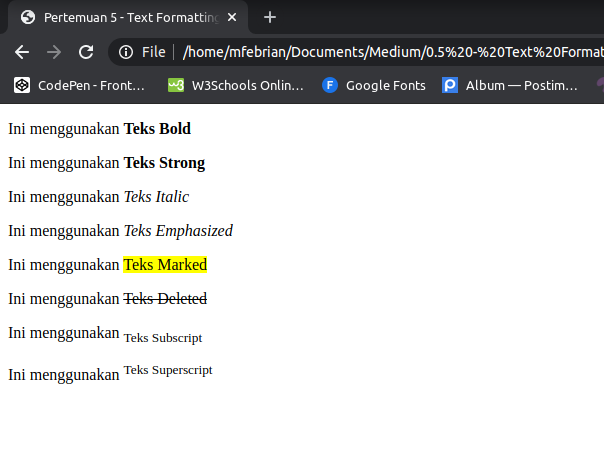 Pertemuan 5 - Text Formatting
File /home/mfebrian/Documents/Medium/0.5%20-%20Text%20Format
CodePen - Front… W3Schools Onlin… Google Fonts Album — Postim…
Ini menggunakan Teks Bold
Ini menggunakan Teks Strong
Ini menggunakan Teks Italic
Ini menggunakan Teks Emphasized
Ini menggunakan Teks Marked
Ini menggunakan Teks Deleted
Ini menggunakan Teks Subscript
Ini menggunakan Teks Superscript